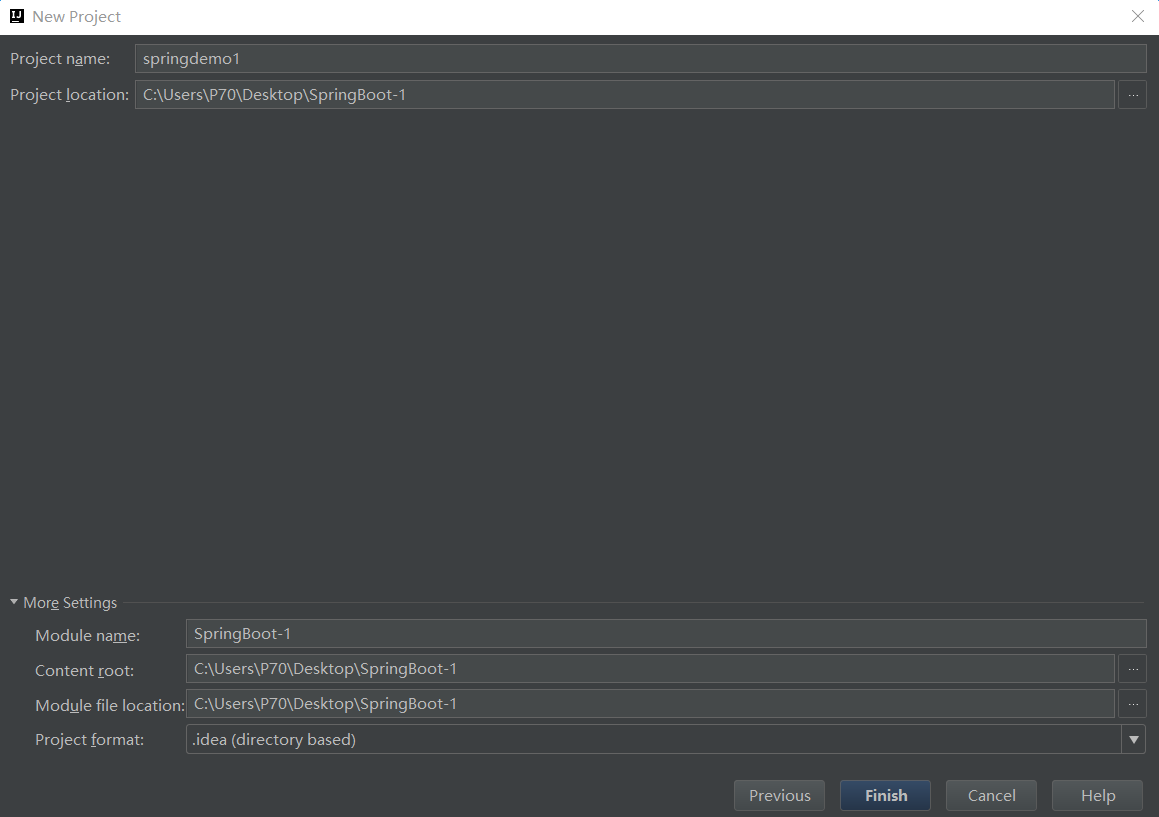 New Project
Project name: springdemo1
Project location: C:\Users\P70\Desktop\SpringBoot-1 ...
More Settings
Module name: SpringBoot-1
Content root: C:\Users\P70\Desktop\SpringBoot-1 ...
Module file location: C:\Users\P70\Desktop\SpringBoot-1 ...
Project format: .idea (directory based)
Previous Finish Cancel Help